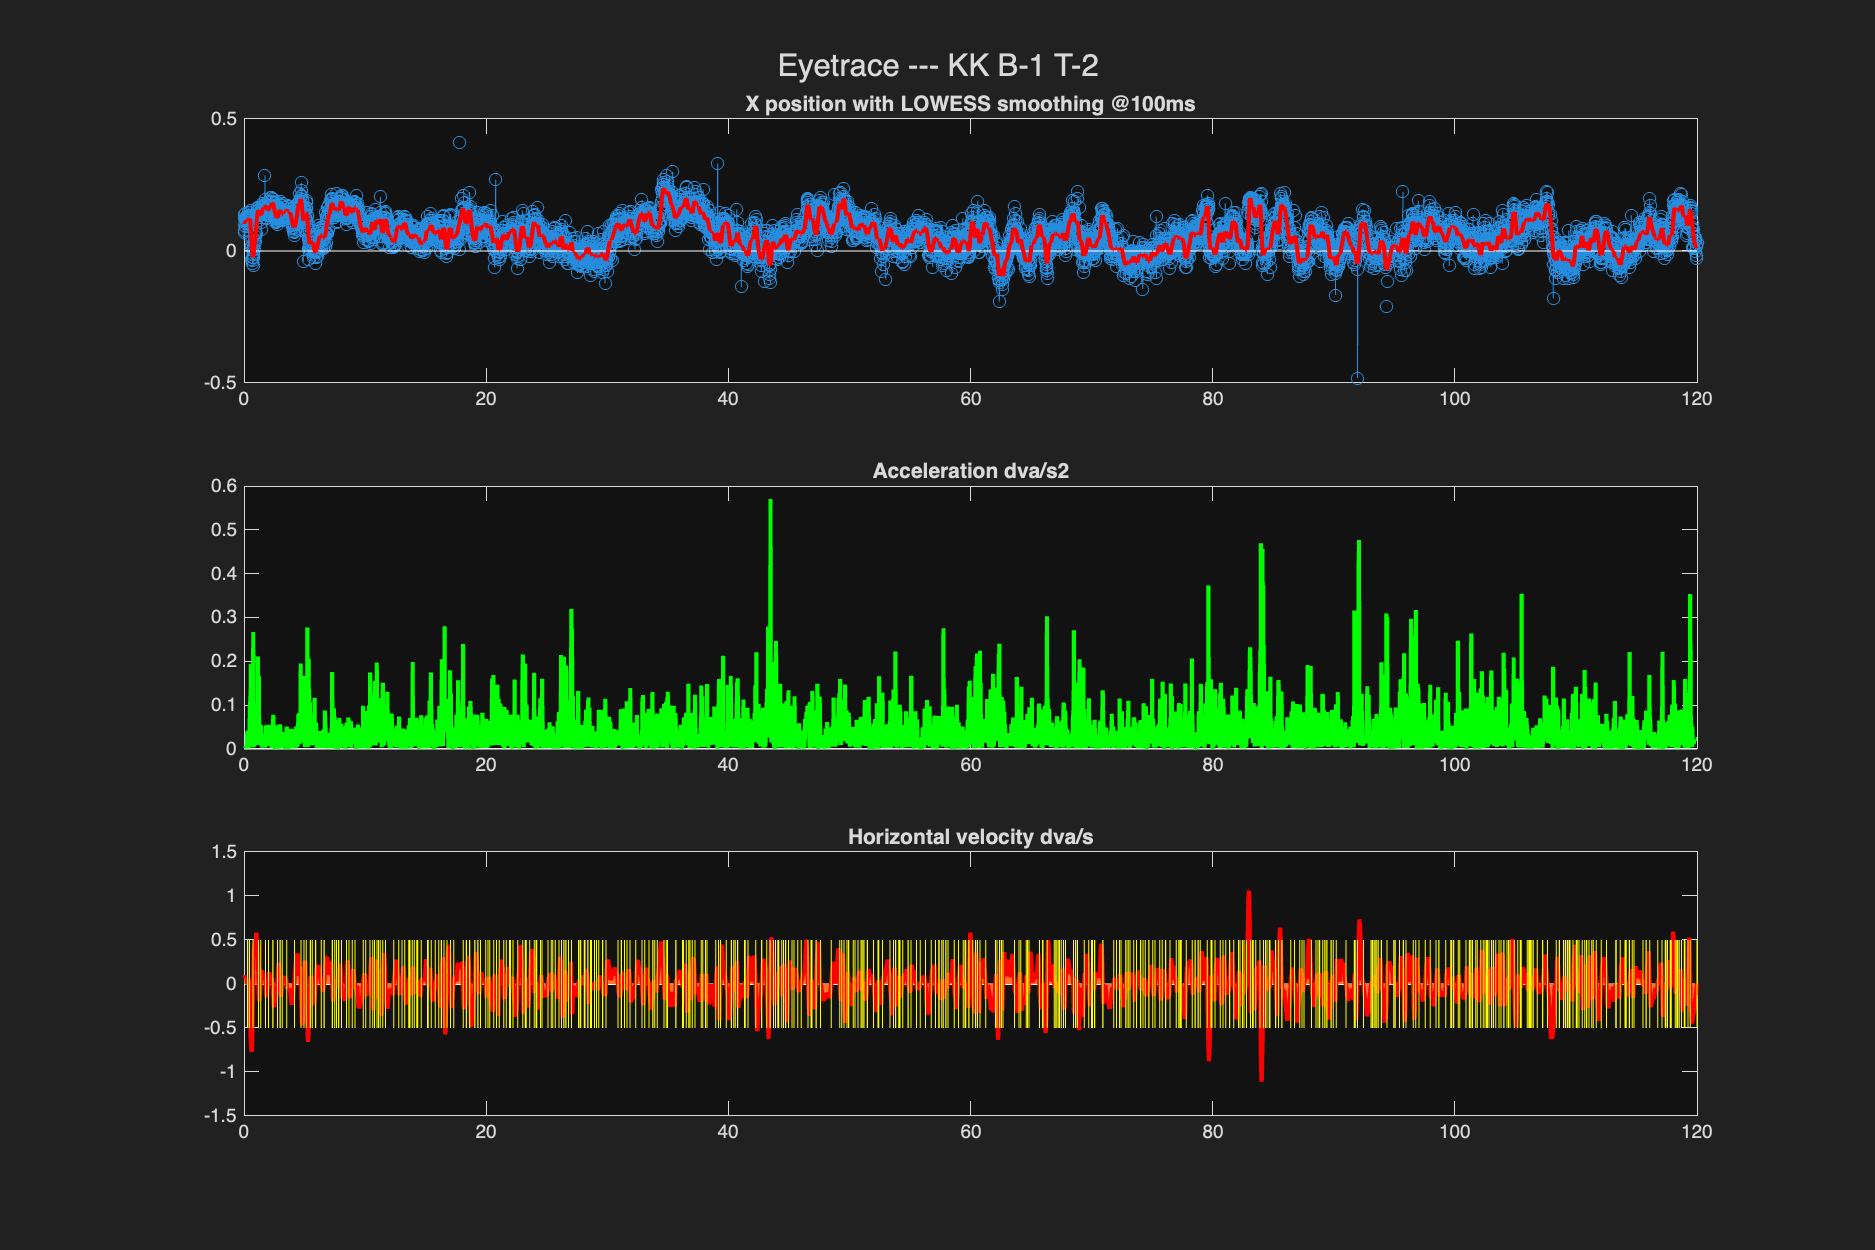 Eyetrace --- KK B-1 T-2
X position with LOWESS smoothing @100ms
0.5
0
-0.5
0 20 40 60 80 100 120
Acceleration dva/s2
0.6
0.5
0.4
0.3
0.2
0.1
0
0 20 40 60 80 100 120
Horizontal velocity dva/s
1.5
1
0.5
0
-0.5
-1
-1.5
0 20 40 60 80 100 120